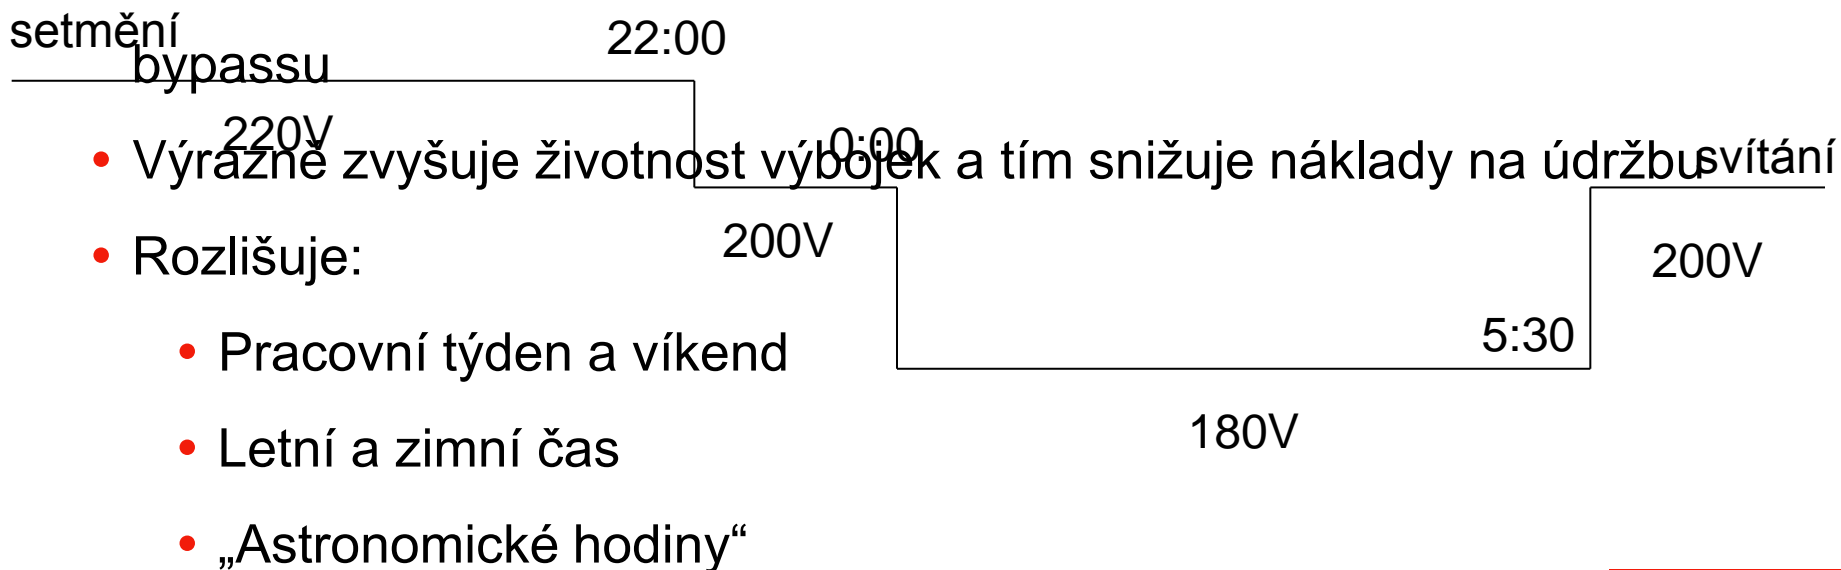 setmění
22:00
bypassu
220V
0:00
• Výrazně zvyšuje životnost výbojek a tím snižuje náklady na údržbu
svítání
200V
• Rozlišuje:
200V
5:30
• Pracovní týden a víkend
180V
• Letní a zimní čas
• „Astronomické hodiny“